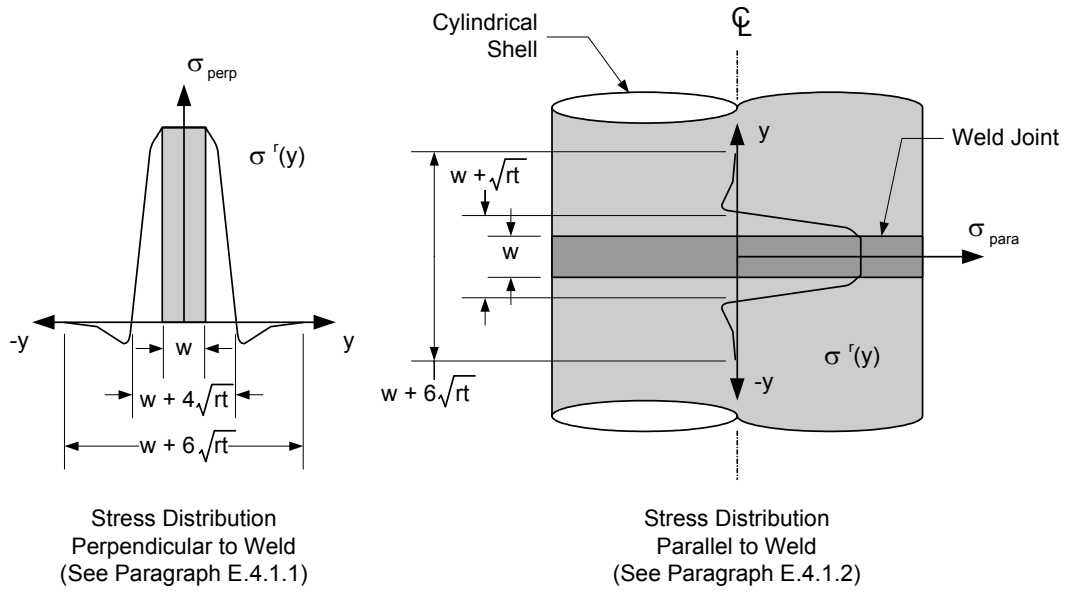 σ perp
σ r(y)
-y
y
w
w + 4√rt
w + 6√rt
Stress Distribution
Perpendicular to Weld
(See Paragraph E.4.1.1)
Cylindrical
Shell
℄
y
Weld Joint
w + √rt
w
σ para
σ r(y)
w + 6√rt
-y
Stress Distribution
Parallel to Weld
(See Paragraph E.4.1.2)